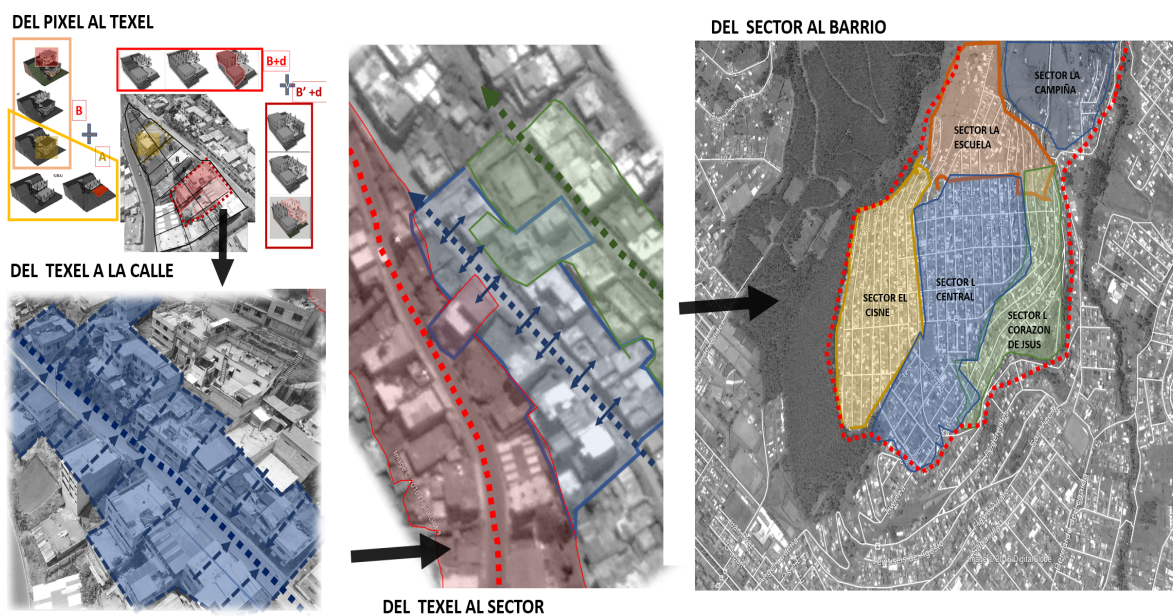 DEL PIXEL AL TEXEL
B+d
B' +d
B
A
B
DEL TEXEL A LA CALLE
DEL TEXEL AL SECTOR
DEL SECTOR AL BARRIO
SECTOR LA
CAMPIÑA
SECTOR LA
ESCUELA
SECTOR EL
CISNE
SECTOR L
CENTRAL
SECTOR L
CORAZON
DE JSUS